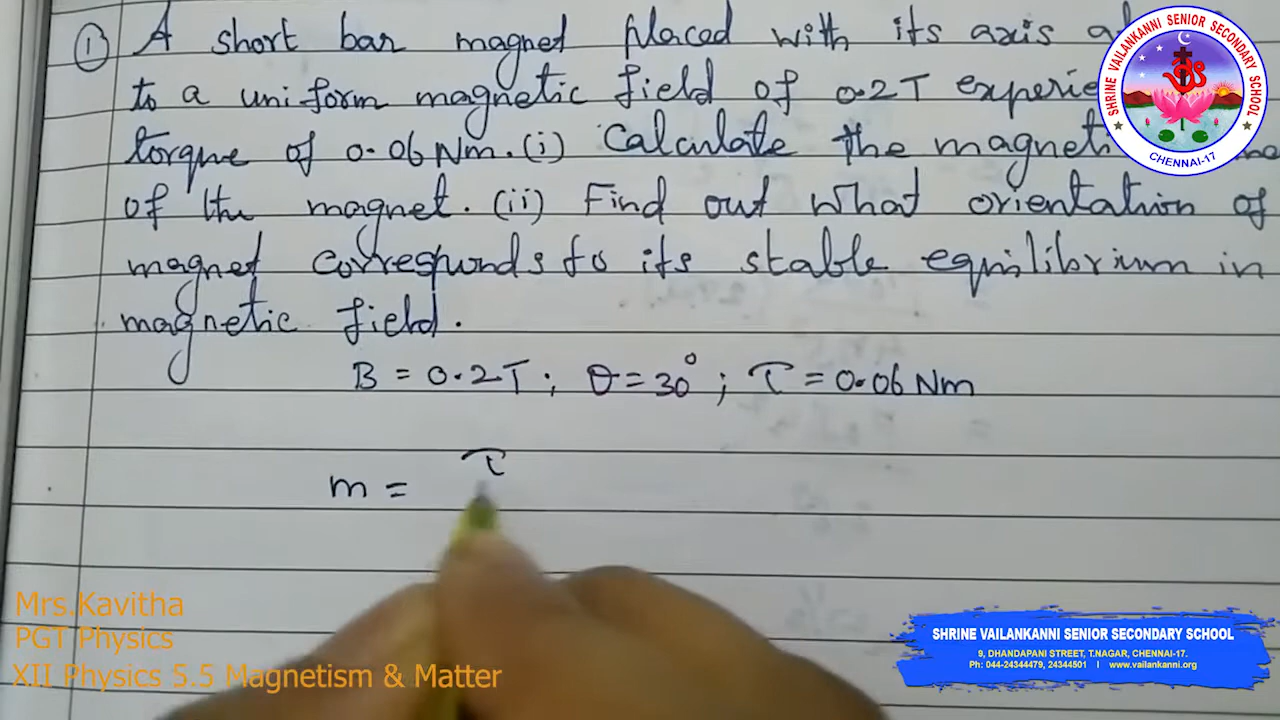 ① A short bar magnet placed with its axis
to a uniform magnetic field of 0.2T
torque of 0.06 Nm. (i) Calculate the
of the magnet. (ii) Find out what orientation of
magnet corresponds to its stable equilibrium in
magnetic field.
B = 0.2T; θ = 30°; τ = 0.06 Nm
m = τ
SHRINE VAILANKANNI SENIOR SECONDARY SCHOOL
CHENNAI-17
Mrs.Kavitha
PGT Physics
XII Physics 5.5 Magnetism & Matter
SHRINE VAILANKANNI SENIOR SECONDARY SCHOOL
9, DHANDAPANI STREET, T.NAGAR, CHENNAI-17.
Ph: 044-24344479, 24344501 | www.vailankanni.org